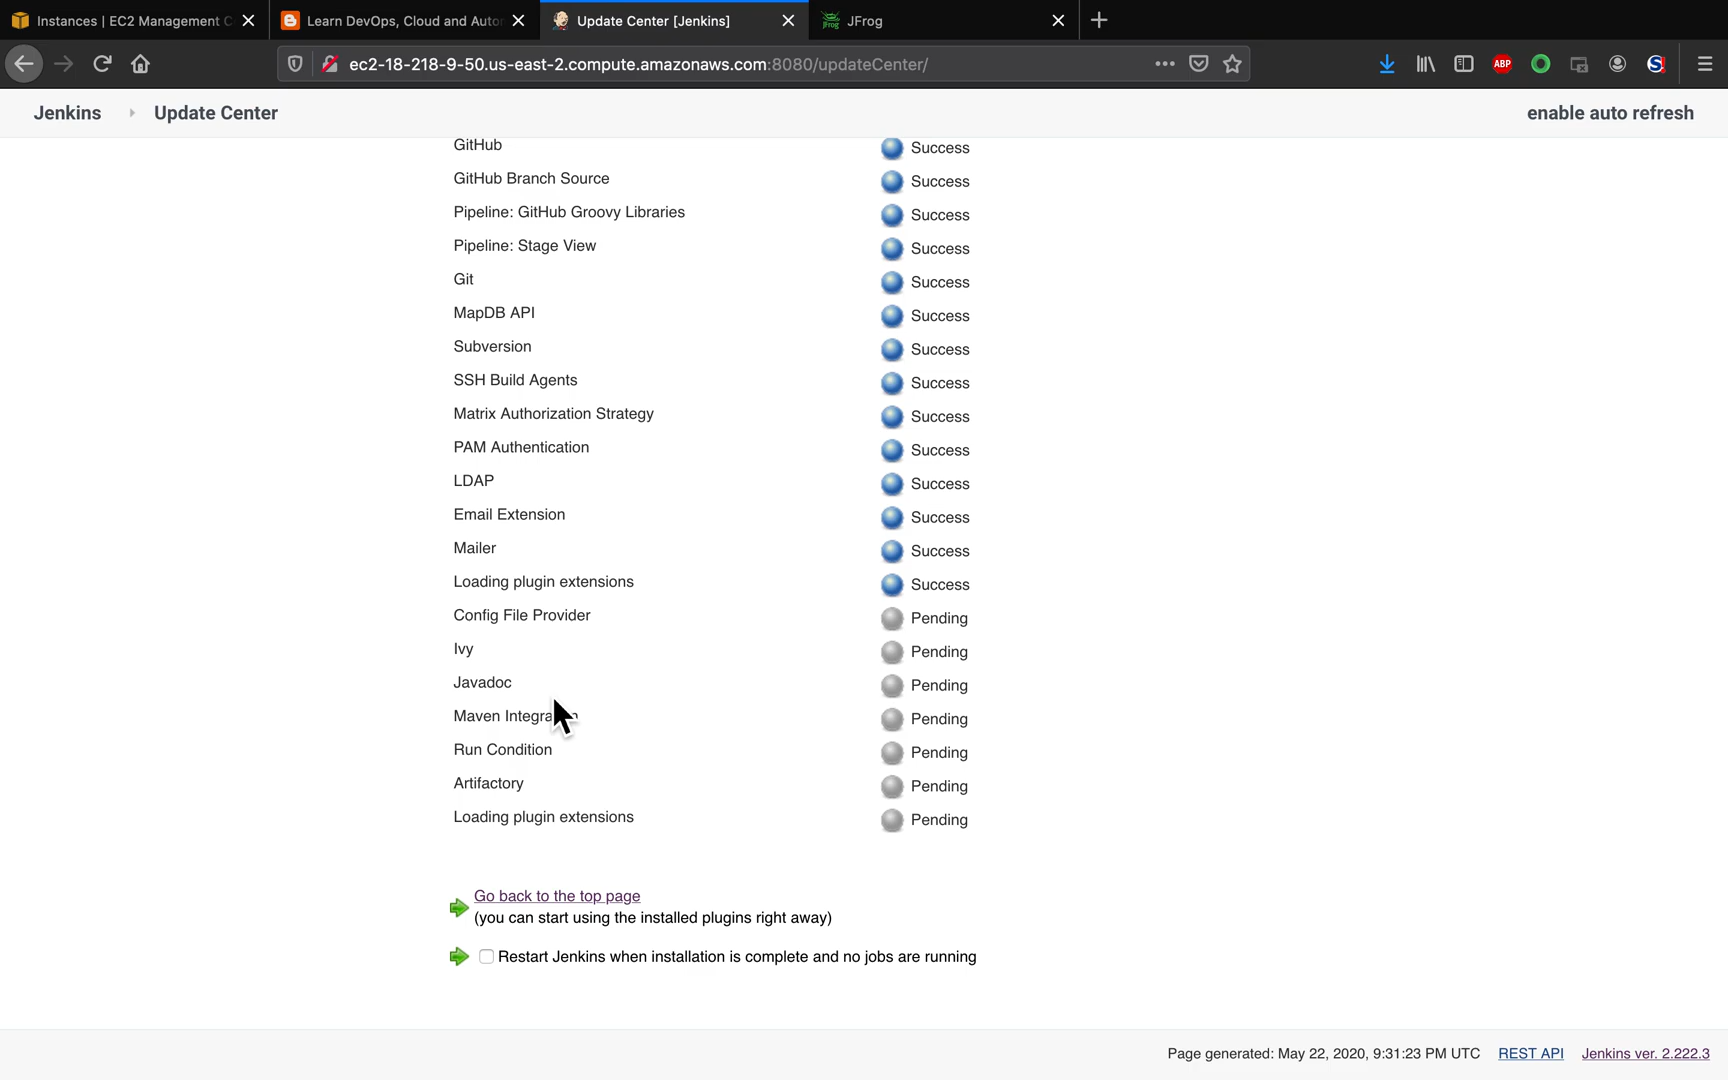 Instances | EC2 Management C
Learn DevOps, Cloud and Auto
Update Center [Jenkins]
JFrog
ec2-18-218-9-50.us-east-2.compute.amazonaws.com:8080/updateCenter/
ABP
Jenkins
Update Center
enable auto refresh
GitHub Success
GitHub Branch Source Success
Pipeline: GitHub Groovy Libraries Success
Pipeline: Stage View Success
Git Success
MapDB API Success
Subversion Success
SSH Build Agents Success
Matrix Authorization Strategy Success
PAM Authentication Success
LDAP Success
Email Extension Success
Mailer Success
Loading plugin extensions Success
Config File Provider Pending
Ivy Pending
Javadoc Pending
Maven Integration Pending
Run Condition Pending
Artifactory Pending
Loading plugin extensions Pending
Go back to the top page
(you can start using the installed plugins right away)
Restart Jenkins when installation is complete and no jobs are running
Page generated: May 22, 2020, 9:31:23 PM UTC REST API Jenkins ver. 2.222.3